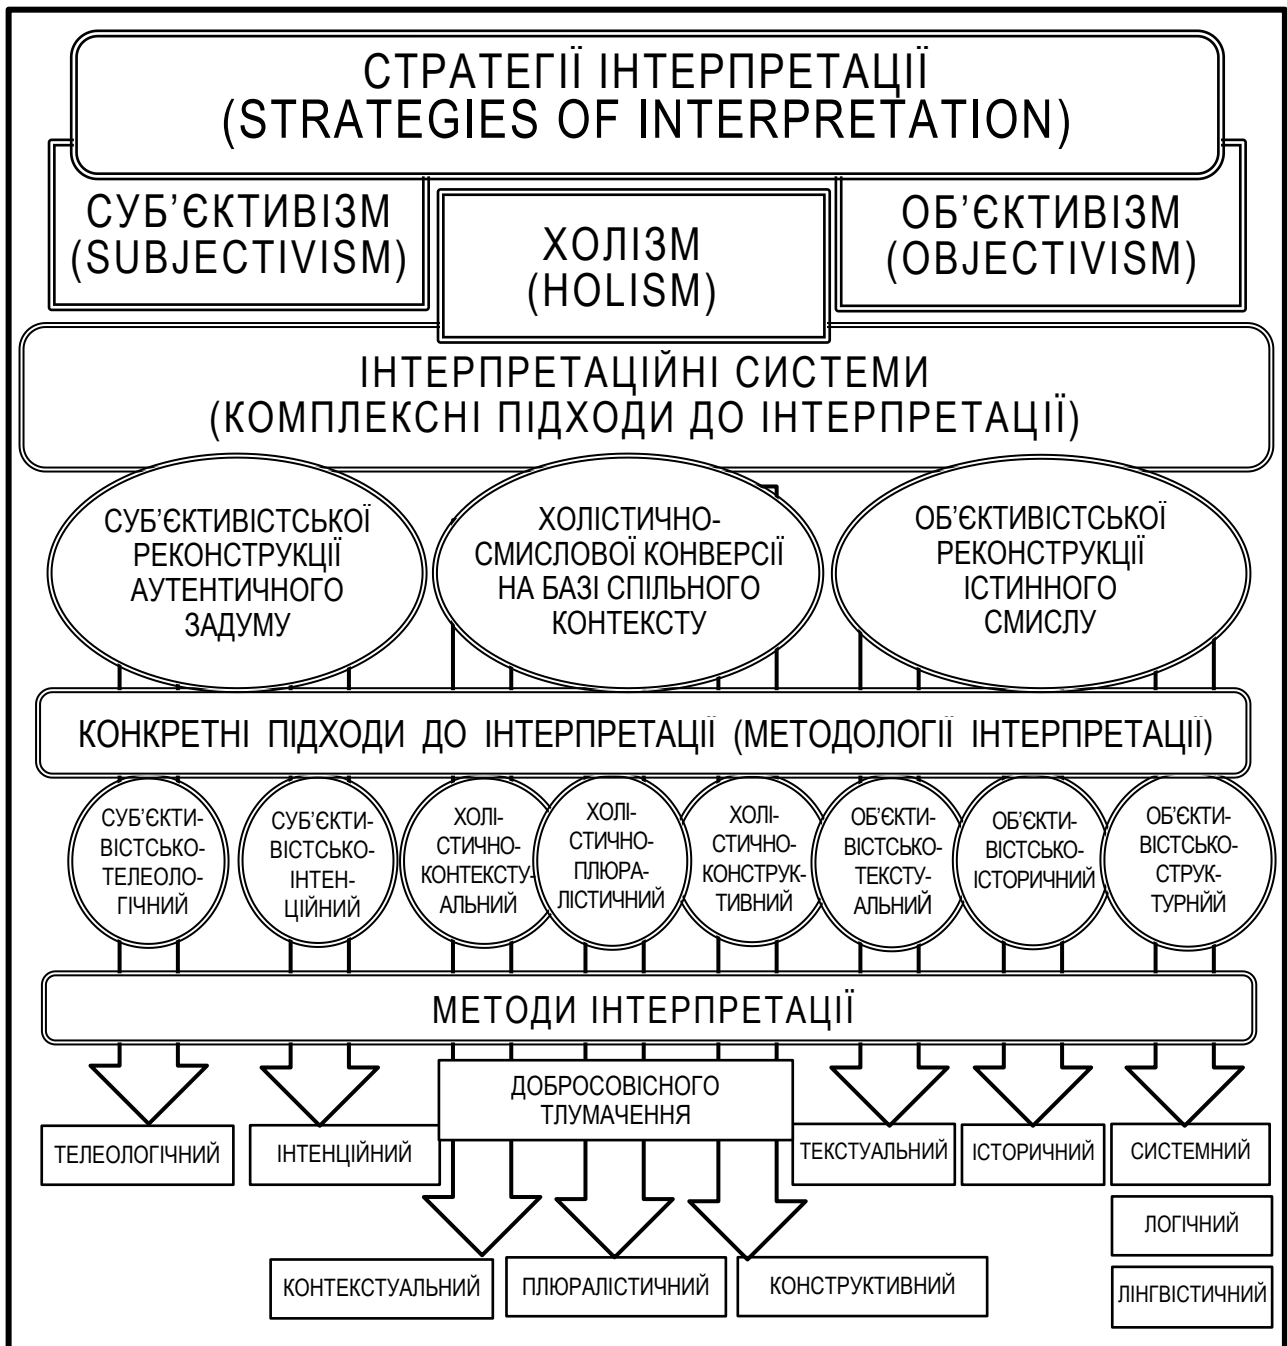 СТРАТЕГІЇ ІНТЕРПРЕТАЦІЇ
(STRATEGIES OF INTERPRETATION)
СУБ’ЄКТИВІЗМ
(SUBJECTIVISM)
ХОЛІЗМ
(HOLISM)
ОБ’ЄКТИВІЗМ
(OBJECTIVISM)
ІНТЕРПРЕТАЦІЙНІ СИСТЕМИ
(КОМПЛЕКСНІ ПІДХОДИ ДО ІНТЕРПРЕТАЦІЇ)
СУБ’ЄКТИВІСТСЬКОЇ
РЕКОНСТРУКЦІЇ
АУТЕНТИЧНОГО
ЗАДУМУ
ХОЛІСТИЧНО-
СМИСЛОВОЇ КОНВЕРСІЇ
НА БАЗІ СПІЛЬНОГО
КОНТЕКСТУ
ОБ’ЄКТИВІСТСЬКОЇ
РЕКОНСТРУКЦІЇ
ІСТИННОГО
СМИСЛУ
КОНКРЕТНІ ПІДХОДИ ДО ІНТЕРПРЕТАЦІЇ (МЕТОДОЛОГІЇ ІНТЕРПРЕТАЦІЇ)
СУБ’ЄКТИ-
ВІСТСЬКО-
ТЕЛЕОЛО-
ГІЧНИЙ
СУБ’ЄКТИ-
ВІСТСЬКО-
ІНТЕН-
ЦІЙНИЙ
ХОЛІ-
СТИЧНО-
КОНТЕКСТУ-
АЛЬНИЙ
ХОЛІ-
СТИЧНО-
ПЛЮРА-
ЛІСТИЧНИЙ
ХОЛІ-
СТИЧНО-
КОНСТРУК-
ТИВНИЙ
ОБ’ЄКТИ-
ВІСТСЬКО-
ТЕКСТУ-
АЛЬНИЙ
ОБ’ЄКТИ-
ВІСТСЬКО-
ІСТОРИЧНИЙ
ОБ’ЄКТИ-
ВІСТСЬКО-
СТРУК-
ТУРНЙЙ
МЕТОДИ ІНТЕРПРЕТАЦІЇ
ДОБРОСОВІСНОГО
ТЛУМАЧЕННЯ
ТЕЛЕОЛОГІЧНИЙ
ІНТЕНЦІЙНИЙ
ТЕКСТУАЛЬНИЙ
ІСТОРИЧНИЙ
СИСТЕМНИЙ
ЛОГІЧНИЙ
КОНТЕКСТУАЛЬНИЙ
ПЛЮРАЛІСТИЧНИЙ
КОНСТРУКТИВНИЙ
ЛІНГВІСТИЧНИЙ